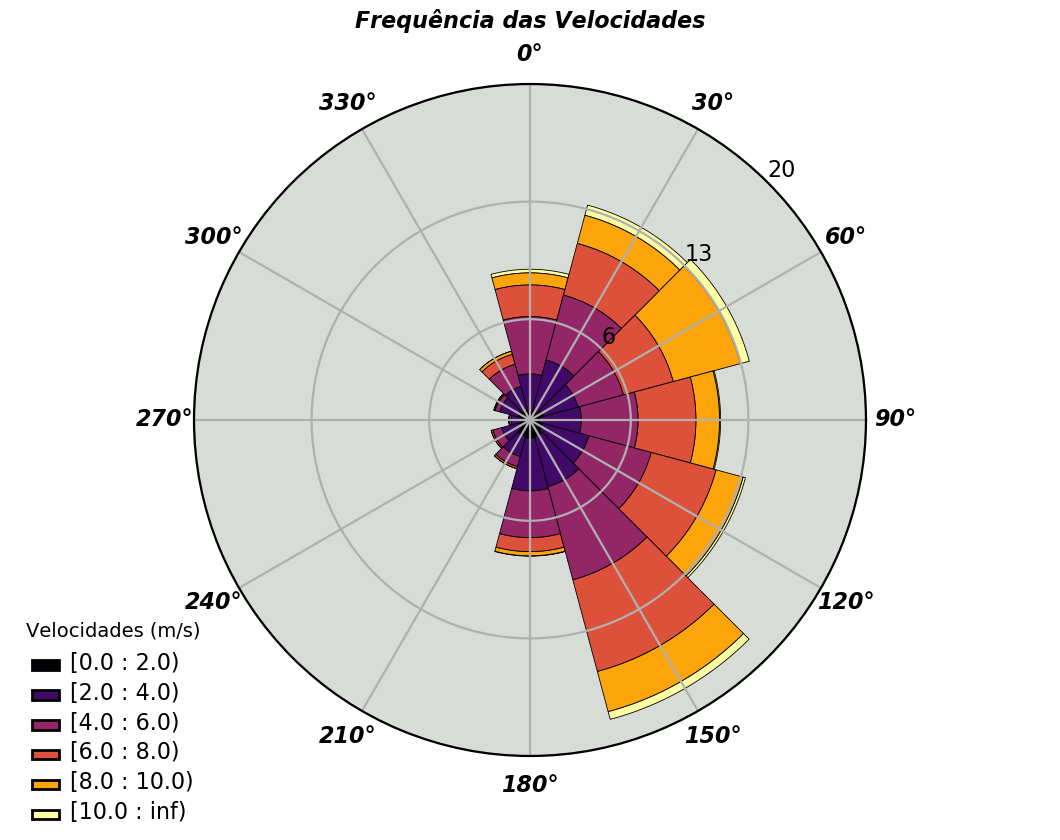 Frequência das Velocidades
0°
330°
30°
20
300°
60°
13
6
270°
90°
240°
120°
210°
150°
180°
Velocidades (m/s)
[0.0 : 2.0)
[2.0 : 4.0)
[4.0 : 6.0)
[6.0 : 8.0)
[8.0 : 10.0)
[10.0 : inf)